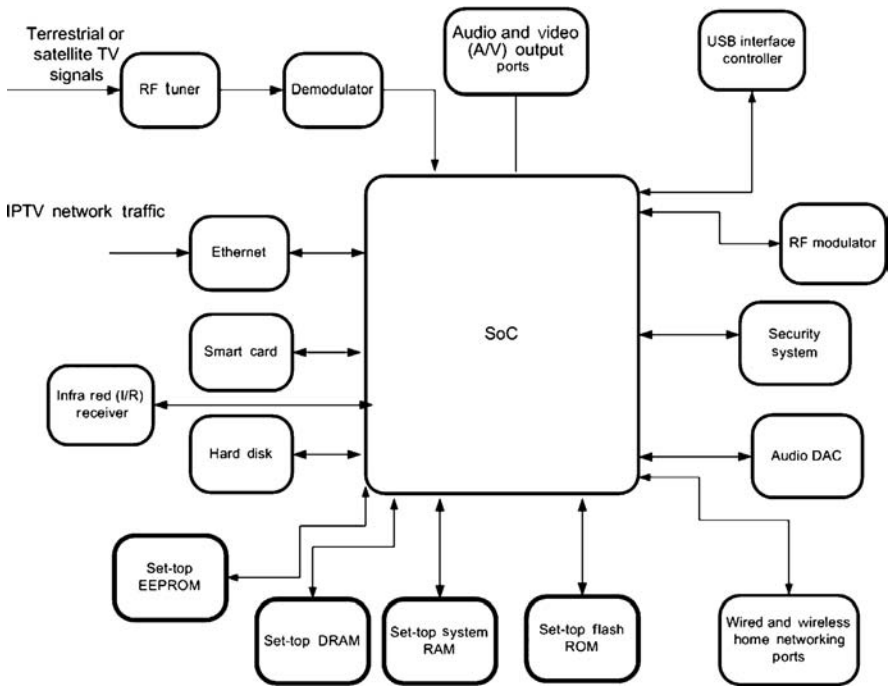 Terrestrial or
satellite TV
signals
RF tuner
Demodulator
Audio and video
(A/V) output
ports
USB interface
controller
IPTV network traffic
Ethernet
RF modulator
SoC
Smart card
Security
system
Infra red (I/R)
receiver
Hard disk
Audio DAC
Set-top
EEPROM
Set-top DRAM
Set-top system
RAM
Set-top flash
ROM
Wired and wireless
home networking
ports